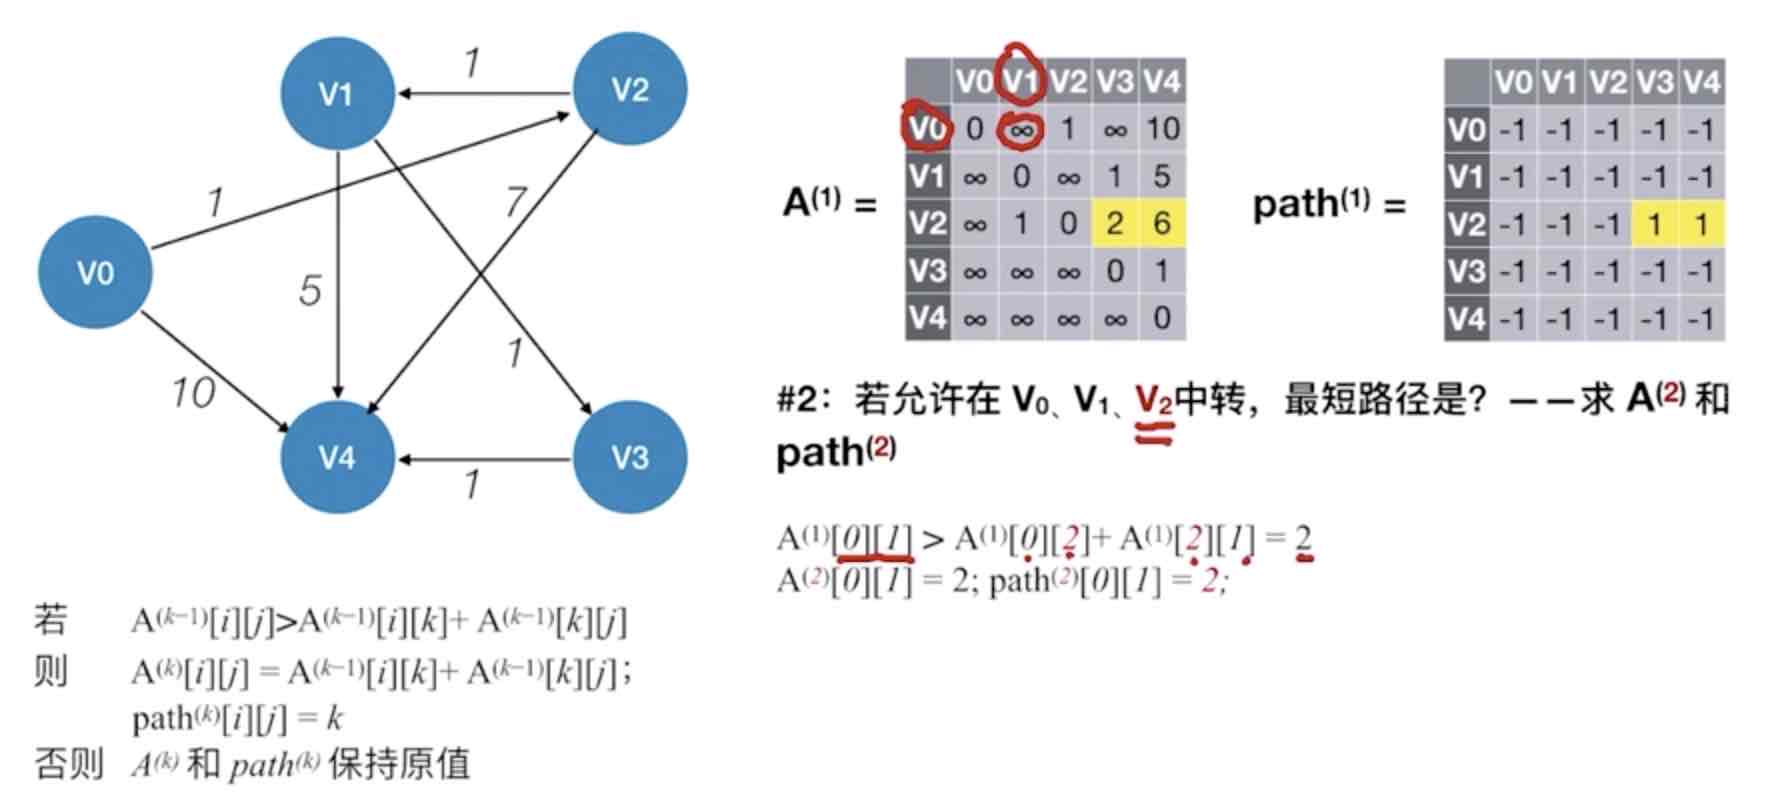 V1
V2
V0
V4
V3
1
1
7
5
1
10
1
A(1) =
V0 V1 V2 V3 V4
V0 0 ∞ 1 ∞ 10
V1 ∞ 0 ∞ 1 5
V2 ∞ 1 0 2 6
V3 ∞ ∞ ∞ 0 1
V4 ∞ ∞ ∞ ∞ 0
path(1) =
V0 V1 V2 V3 V4
V0 -1 -1 -1 -1 -1
V1 -1 -1 -1 -1 -1
V2 -1 -1 -1 1 1
V3 -1 -1 -1 -1 -1
V4 -1 -1 -1 -1 -1
#2：若允许在 V0、V1、V2中转，最短路径是？——求 A(2) 和
path(2)
A(1)[0][1] > A(1)[0][2]+ A(1)[2][1] = 2
A(2)[0][1] = 2; path(2)[0][1] = 2;
若 A(k−1)[i][j]>A(k−1)[i][k]+ A(k−1)[k][j]
则 A(k)[i][j] = A(k−1)[i][k]+ A(k−1)[k][j];
path(k)[i][j] = k
否则 A(k) 和 path(k) 保持原值